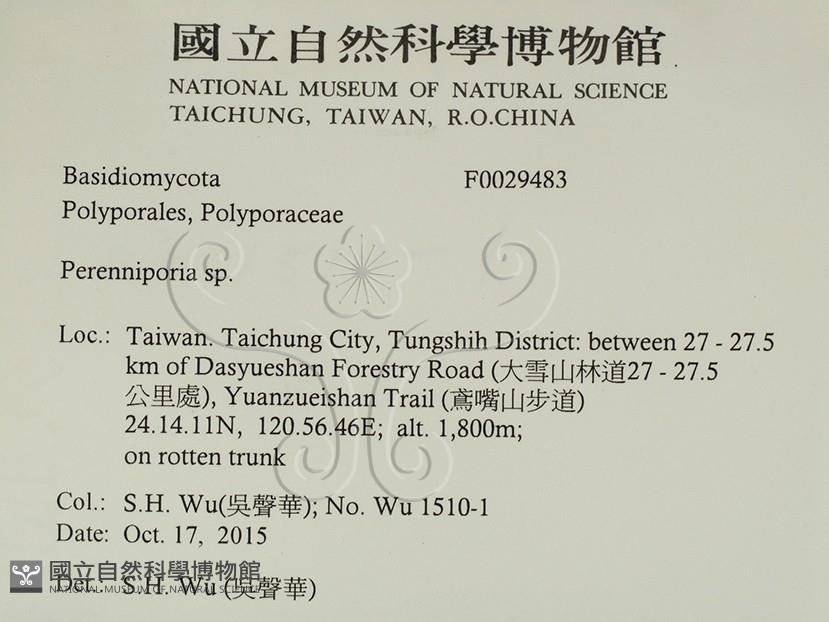 國立自然科學博物館
NATIONAL MUSEUM OF NATURAL SCIENCE
TAICHUNG, TAIWAN, R.O.CHINA
Basidiomycota F0029483
Polyporales, Polyporaceae
Perenniporia sp.
Loc.: Taiwan. Taichung City, Tungshih District: between 27 - 27.5
km of Dasyueshan Forestry Road (大雪山林道27 - 27.5
公里處), Yuanzueishan Trail (鳶嘴山步道)
24.14.11N, 120.56.46E; alt. 1,800m;
on rotten trunk
Col.: S.H. Wu(吳聲華); No. Wu 1510-1
Date: Oct. 17, 2015
Det.: S.H. Wu (吳聲華)
國立自然科學博物館
NATIONAL MUSEUM OF NATURAL SCIENCE